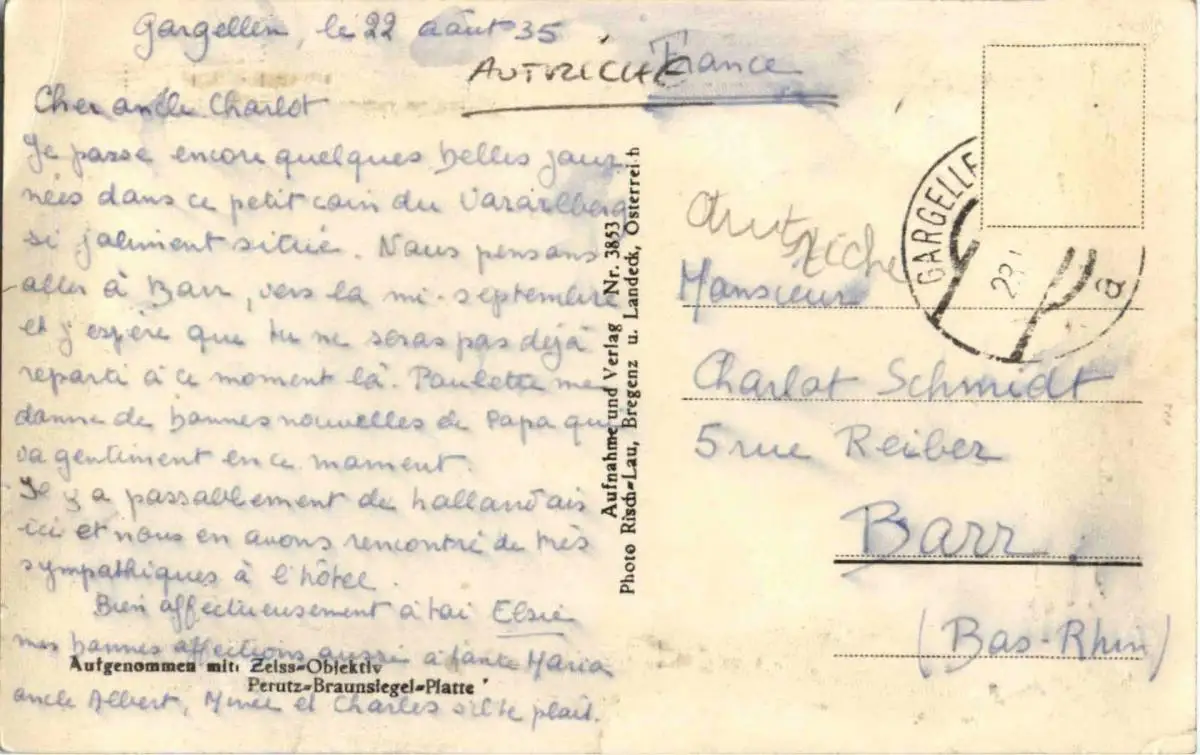 Gargellen, le 22 août 35
AUTRICHE
France
Cher oncle Charlot
Je passe encore quelques belles jour
nées dans ce petit coin du Vorarlberg
si joliment situé. Nous pensons
aller à Barr, vers la mi-septembre
et j'espère que tu ne seras pas déjà
reparti à ce moment là. Paulette me
donne de bonnes nouvelles de Papa qui
va gentiment en ce moment.
Il y a passablement de hollandais
ici et nous en avons rencontré de très
sympathiques à l'hôtel.
Bien affectueusement à toi Elsie
mes bonnes affections aussi à tante Maria
oncle Albert, et Charles s'il te plait.
Aufgenommen mit: Zeiss-Objektiv
Perutz-Braunsiegel-Platte
Aufnahme und Verlag Nr. 3853
Photo Risch-Lau, Bregenz u. Landeck, Österreich
Autriche
GARGELLE
a
Monsieur
Charlot Schmidt
5 rue Reiber
Barr.
(Bas-Rhin)